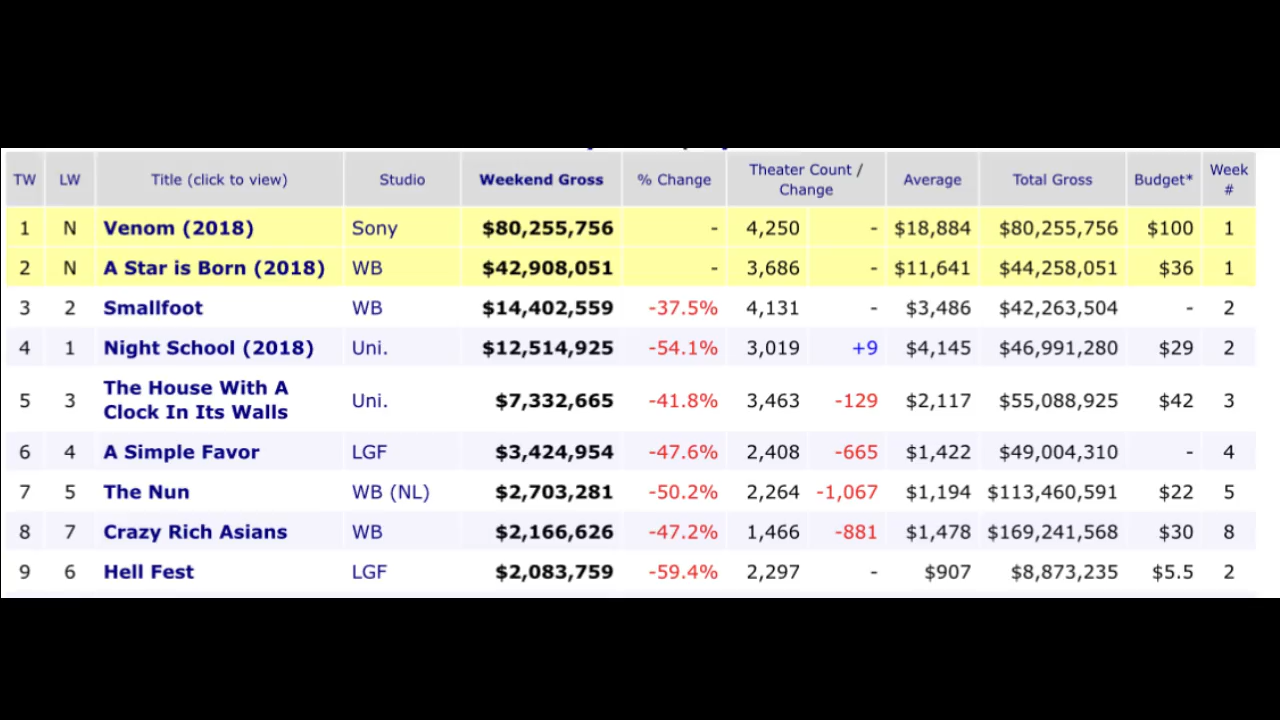 TW LW Title (click to view) Studio Weekend Gross % Change Theater Count / Change Average Total Gross Budget* Week #
1 N Venom (2018) Sony $80,255,756 - 4,250 - $18,884 $80,255,756 $100 1
2 N A Star is Born (2018) WB $42,908,051 - 3,686 - $11,641 $44,258,051 $36 1
3 2 Smallfoot WB $14,402,559 -37.5% 4,131 - $3,486 $42,263,504 - 2
4 1 Night School (2018) Uni. $12,514,925 -54.1% 3,019 +9 $4,145 $46,991,280 $29 2
5 3 The House With A Clock In Its Walls Uni. $7,332,665 -41.8% 3,463 -129 $2,117 $55,088,925 $42 3
6 4 A Simple Favor LGF $3,424,954 -47.6% 2,408 -665 $1,422 $49,004,310 - 4
7 5 The Nun WB (NL) $2,703,281 -50.2% 2,264 -1,067 $1,194 $113,460,591 $22 5
8 7 Crazy Rich Asians WB $2,166,626 -47.2% 1,466 -881 $1,478 $169,241,568 $30 8
9 6 Hell Fest LGF $2,083,759 -59.4% 2,297 - $907 $8,873,235 $5.5 2